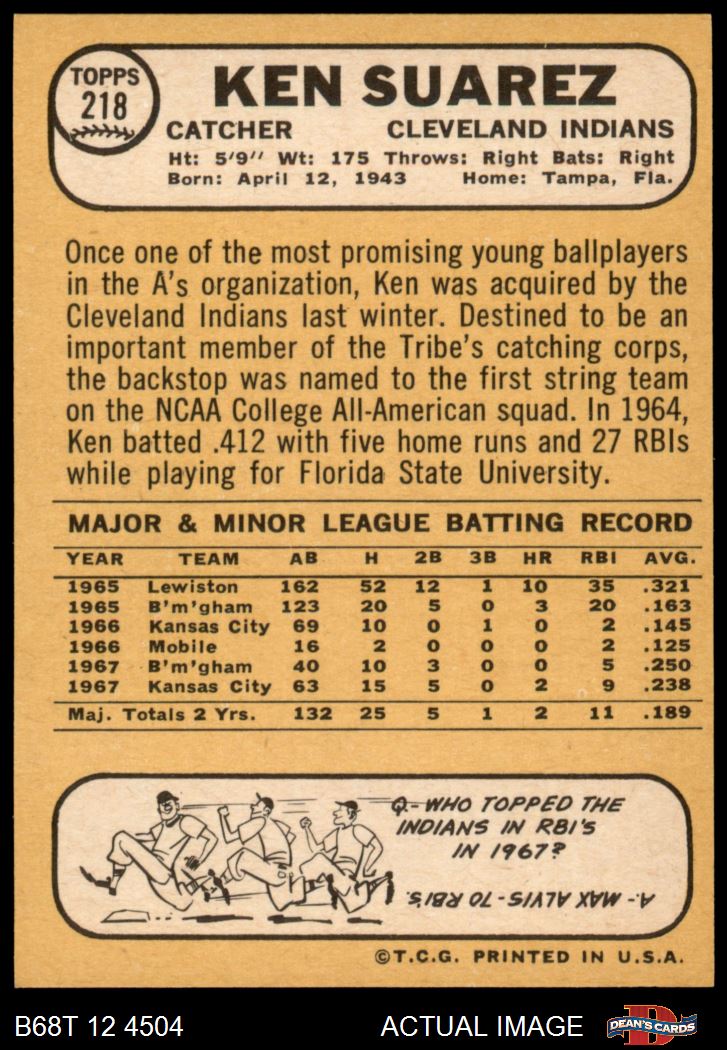 TOPPS
218
KEN SUAREZ
CATCHER CLEVELAND INDIANS
Ht: 5'9" Wt: 175 Throws: Right Bats: Right
Born: April 12, 1943 Home: Tampa, Fla.
Once one of the most promising young ballplayers
in the A's organization, Ken was acquired by the
Cleveland Indians last winter. Destined to be an
important member of the Tribe's catching corps,
the backstop was named to the first string team
on the NCAA College All-American squad. In 1964,
Ken batted .412 with five home runs and 27 RBIs
while playing for Florida State University.
MAJOR & MINOR LEAGUE BATTING RECORD
YEAR TEAM AB H 2B 3B HR RBI AVG.
1965 Lewiston 162 52 12 1 10 35 .321
1965 B'm'gham 123 20 5 0 3 20 .163
1966 Kansas City 69 10 0 1 0 2 .145
1966 Mobile 16 2 0 0 0 2 .125
1967 B'm'gham 40 10 3 0 0 5 .250
1967 Kansas City 63 15 5 0 2 9 .238
Maj. Totals 2 Yrs. 132 25 5 1 2 11 .189
Q-WHO TOPPED THE
INDIANS IN RBI'S
IN 1967?
A- MAX ALVIS-70 RBI'S.
©T.C.G. PRINTED IN U.S.A.
B68T 12 4504 ACTUAL IMAGE
D
DEAN'S CARDS